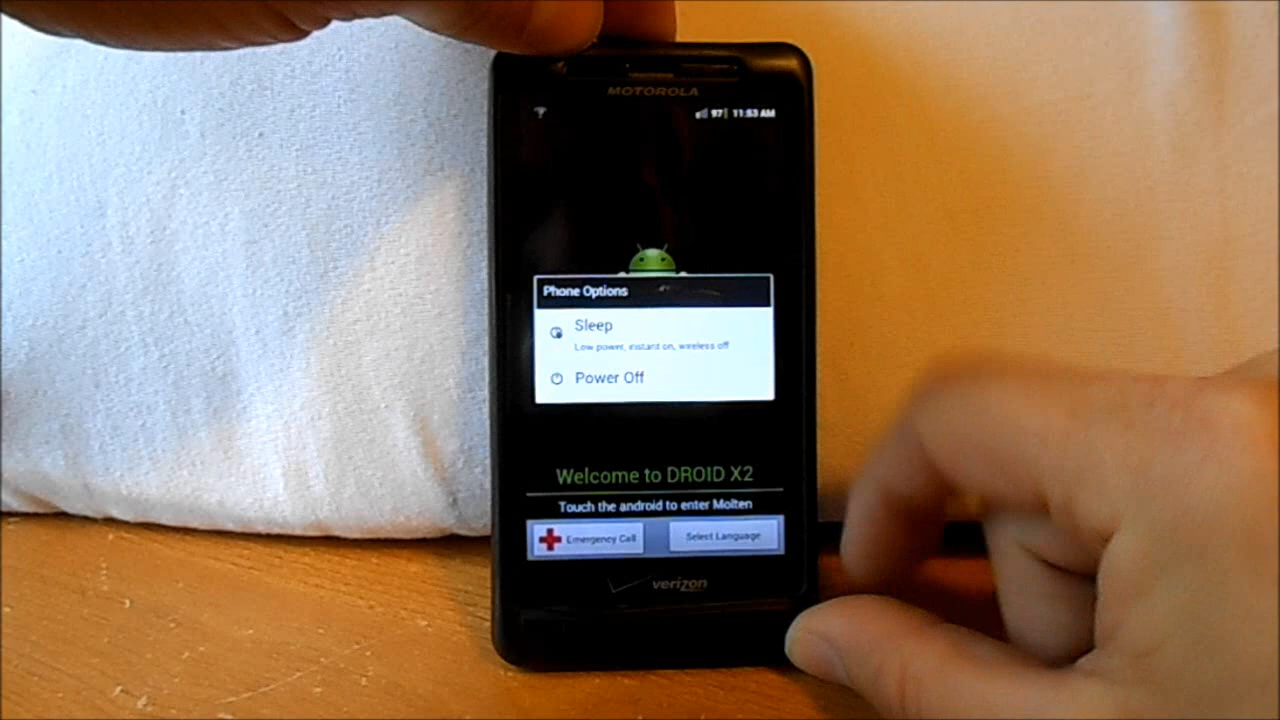 MOTOROLA
97 11:53 AM
Phone Options
Sleep
Low power, instant on, wireless off
Power Off
Welcome to DROID X2
Touch the android to enter Molten
Emergency Call
Select Language
verizon